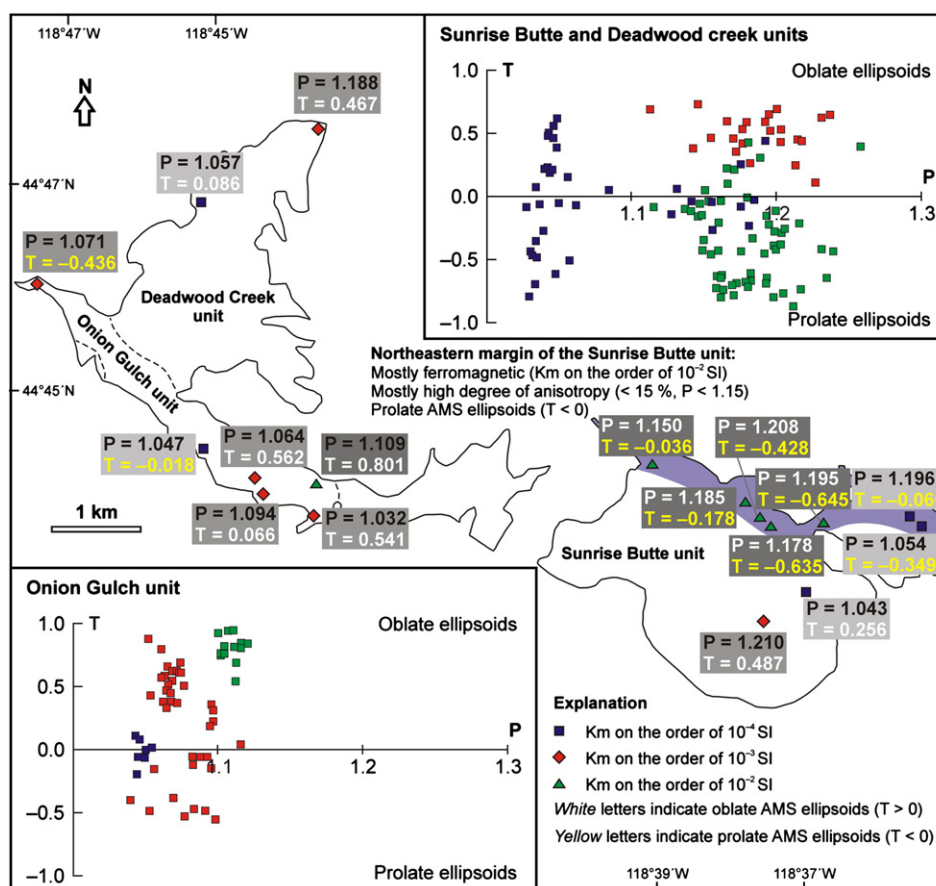 118°47'W
118°45'W
N
P = 1.188
T = 0.467
P = 1.057
T = 0.086
44°47'N
P = 1.071
T = –0.436
Deadwood Creek
unit
Onion Gulch unit
44°45'N
P = 1.047
T = –0.018
P = 1.064
T = 0.562
P = 1.109
T = 0.801
1 km
P = 1.094
T = 0.066
P = 1.032
T = 0.541
Sunrise Butte and Deadwood creek units
1.0
T
Oblate ellipsoids
0.5
P
0.0
1.1
1.2
1.3
–0.5
–1.0
Prolate ellipsoids
Northeastern margin of the Sunrise Butte unit:
Mostly ferromagnetic (Km on the order of 10⁻² SI)
Mostly high degree of anisotropy (< 15 %, P < 1.15)
Prolate AMS ellipsoids (T < 0)
P = 1.150
T = –0.036
P = 1.208
T = –0.428
P = 1.185
T = –0.178
P = 1.195
T = –0.645
P = 1.196
T = –0.06
P = 1.178
T = –0.635
P = 1.054
T = –0.349
Sunrise Butte unit
P = 1.043
T = 0.256
P = 1.210
T = 0.487
Onion Gulch unit
1.0
T
Oblate ellipsoids
0.5
P
0.0
1.1
1.2
1.3
–0.5
–1.0
Prolate ellipsoids
Explanation
Km on the order of 10⁻⁴ SI
Km on the order of 10⁻³ SI
Km on the order of 10⁻² SI
White letters indicate oblate AMS ellipsoids (T > 0)
Yellow letters indicate prolate AMS ellipsoids (T < 0)
118°39'W
118°37'W